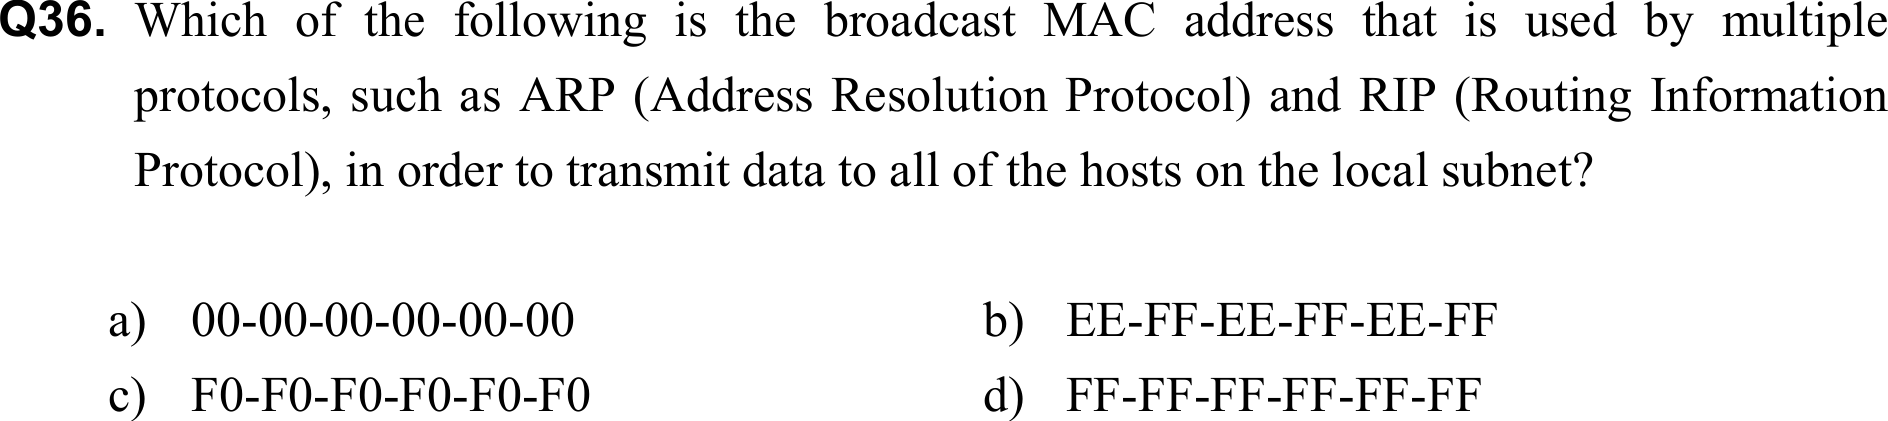 Q36. Which of the following is the broadcast MAC address that is used by multiple
protocols, such as ARP (Address Resolution Protocol) and RIP (Routing Information
Protocol), in order to transmit data to all of the hosts on the local subnet?
a) 00-00-00-00-00-00 b) EE-FF-EE-FF-EE-FF
c) F0-F0-F0-F0-F0-F0 d) FF-FF-FF-FF-FF-FF